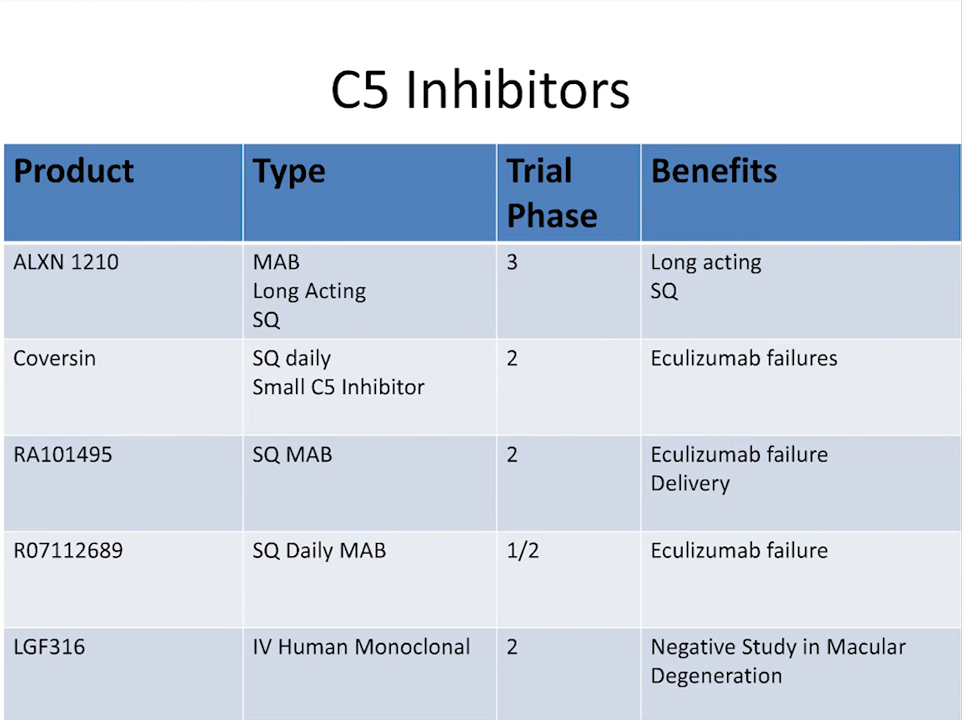 C5 Inhibitors
Product
Type
Trial
Phase
Benefits
ALXN 1210
MAB
Long Acting
SQ
3
Long acting
SQ
Coversin
SQ daily
Small C5 Inhibitor
2
Eculizumab failures
RA101495
SQ MAB
2
Eculizumab failure
Delivery
R07112689
SQ Daily MAB
1/2
Eculizumab failure
LGF316
IV Human Monoclonal
2
Negative Study in Macular
Degeneration